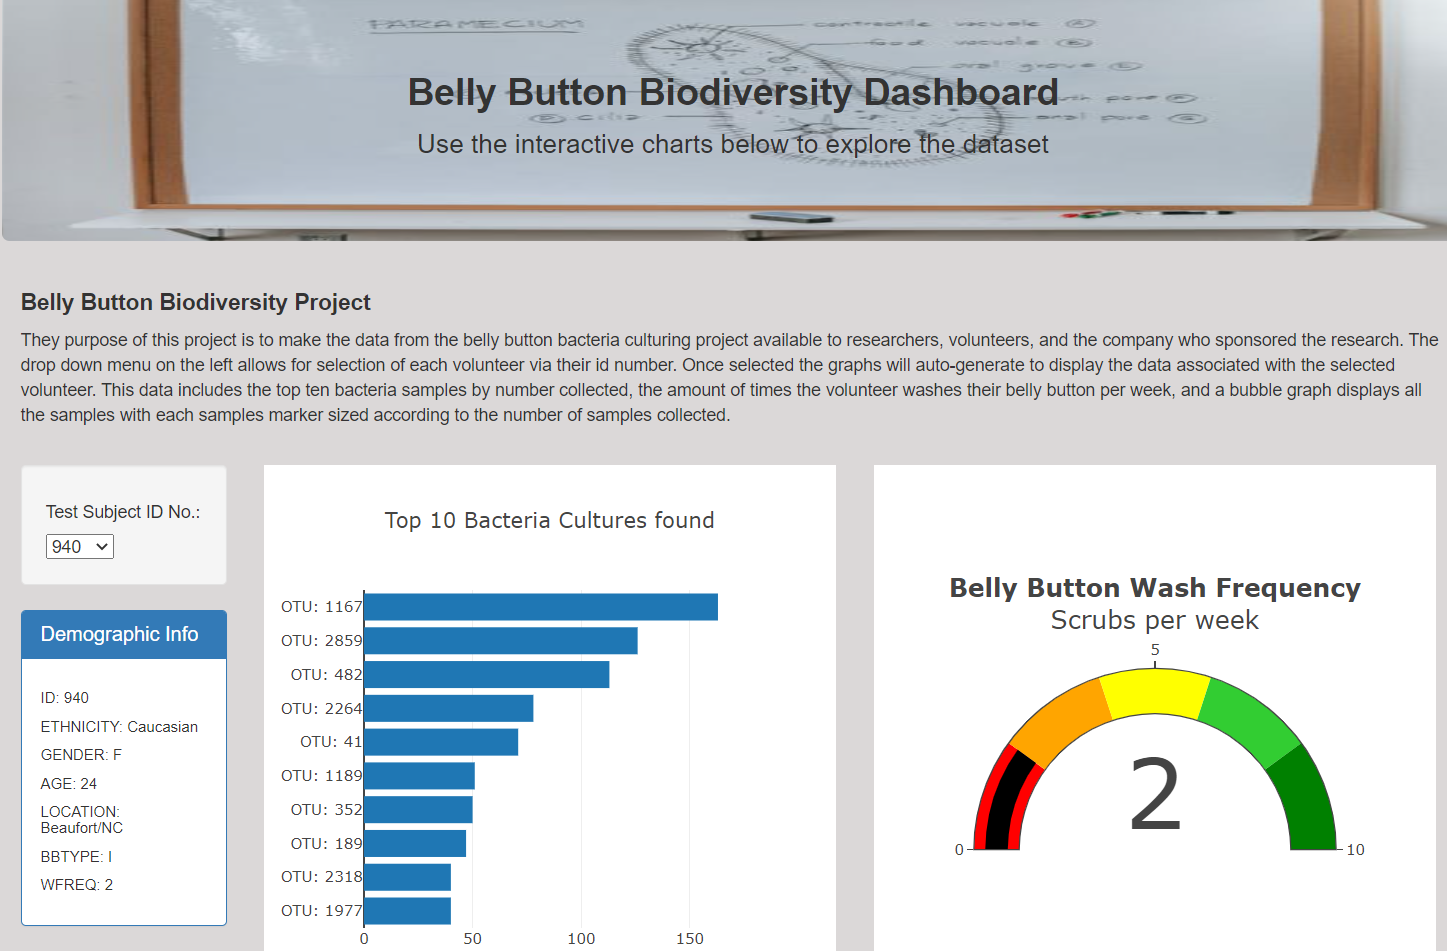 PARAMECIUM
contractile vacuole
food vacuole
oral groove
cilia
oral pore
Belly Button Biodiversity Dashboard
Use the interactive charts below to explore the dataset
Belly Button Biodiversity Project
They purpose of this project is to make the data from the belly button bacteria culturing project available to researchers, volunteers, and the company who sponsored the research. The
drop down menu on the left allows for selection of each volunteer via their id number. Once selected the graphs will auto-generate to display the data associated with the selected
volunteer. This data includes the top ten bacteria samples by number collected, the amount of times the volunteer washes their belly button per week, and a bubble graph displays all
the samples with each samples marker sized according to the number of samples collected.
Test Subject ID No.:
940
Demographic Info
ID: 940
ETHNICITY: Caucasian
GENDER: F
AGE: 24
LOCATION:
Beaufort/NC
BBTYPE: I
WFREQ: 2
Top 10 Bacteria Cultures found
OTU: 1167
OTU: 2859
OTU: 482
OTU: 2264
OTU: 41
OTU: 1189
OTU: 352
OTU: 189
OTU: 2318
OTU: 1977
0 50 100 150
Belly Button Wash Frequency
Scrubs per week
5
2
0 10